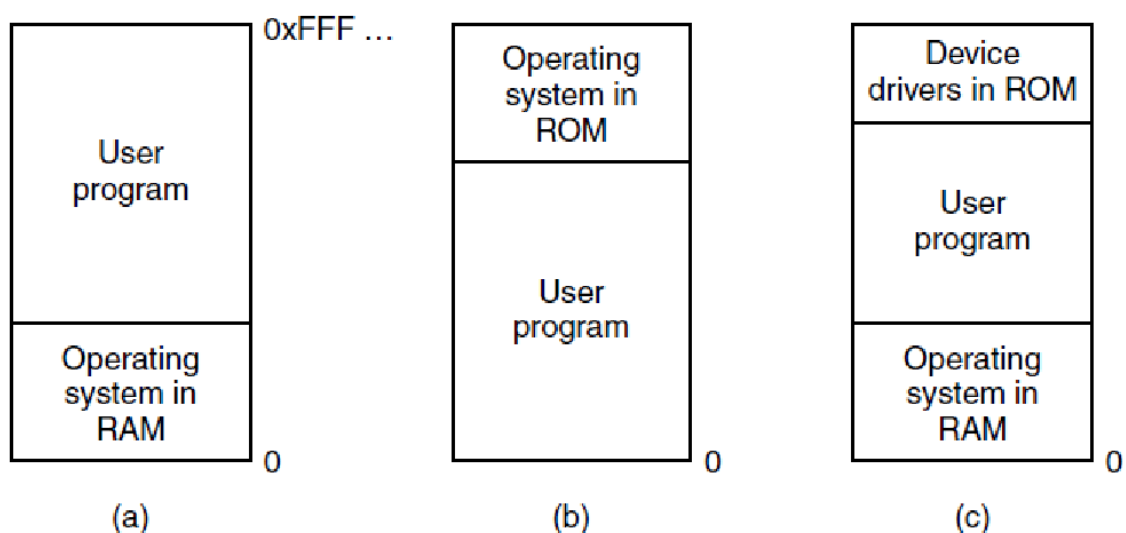 0xFFF ...
User
program
Operating
system in
RAM
0
(a)
Operating
system in
ROM
User
program
0
(b)
Device
drivers in ROM
User
program
Operating
system in
RAM
0
(c)